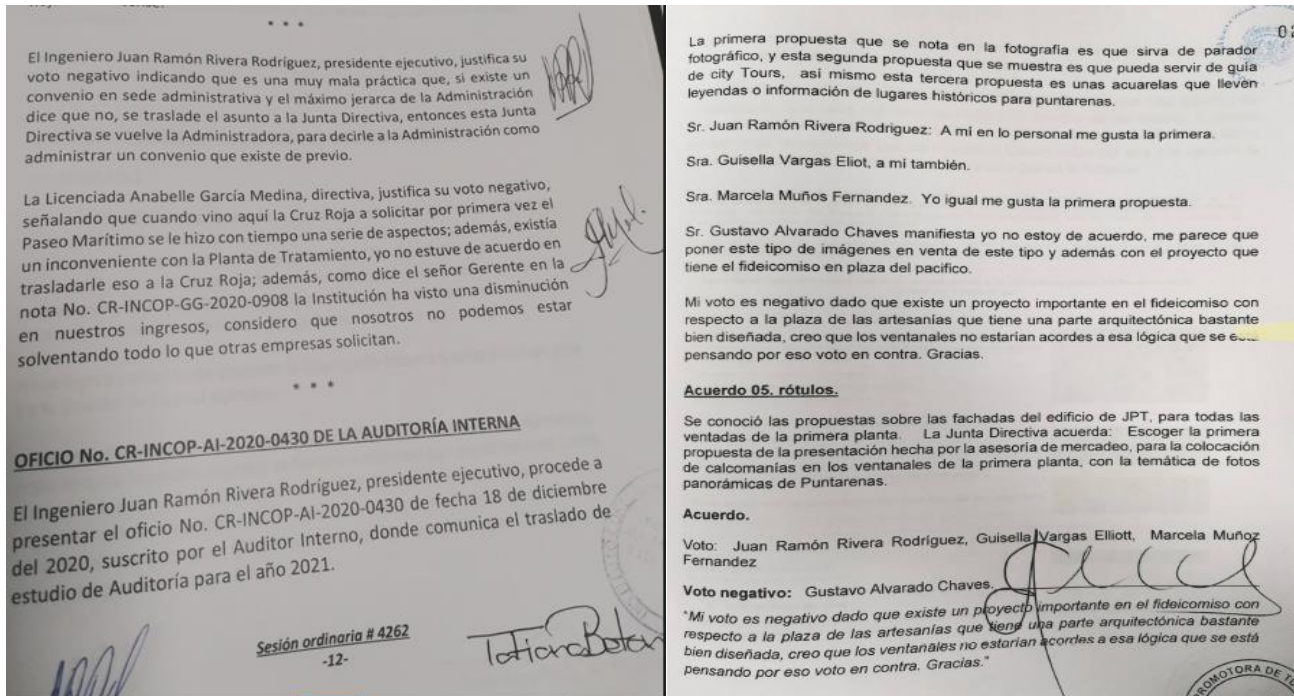 * * *
El Ingeniero Juan Ramón Rivera Rodríguez, presidente ejecutivo, justifica su
voto negativo indicando que es una muy mala práctica que, si existe un
convenio en sede administrativa y el máximo jerarca de la Administración
dice que no, se traslade el asunto a la Junta Directiva, entonces esta Junta
Directiva se vuelve la Administradora, para decirle a la Administración como
administrar un convenio que existe de previo.
La Licenciada Anabelle García Medina, directiva, justifica su voto negativo,
señalando que cuando vino aquí la Cruz Roja a solicitar por primera vez el
Paseo Marítimo se le hizo con tiempo una serie de aspectos; además, existía
un inconveniente con la Planta de Tratamiento, yo no estuve de acuerdo en
trasladarle eso a la Cruz Roja; además, como dice el señor Gerente en la
nota No. CR-INCOP-GG-2020-0908 la Institución ha visto una disminución
en nuestros ingresos, considero que nosotros no podemos estar
solventando todo lo que otras empresas solicitan.
* * *
OFICIO No. CR-INCOP-AI-2020-0430 DE LA AUDITORÍA INTERNA
El Ingeniero Juan Ramón Rivera Rodríguez, presidente ejecutivo, procede a
presentar el oficio No. CR-INCOP-AI-2020-0430 de fecha 18 de diciembre
del 2020, suscrito por el Auditor Interno, donde comunica el traslado de
estudio de Auditoría para el año 2021.
Sesión ordinaria # 4262
-12-
La primera propuesta que se nota en la fotografía es que sirva de parador
fotográfico, y esta segunda propuesta que se muestra es que pueda servir de guía
de city Tours, así mismo esta tercera propuesta es unas acuarelas que lleven
leyendas o información de lugares históricos para puntarenas.
Sr. Juan Ramón Rivera Rodriguez: A mí en lo personal me gusta la primera.
Sra. Guisella Vargas Eliot, a mi también.
Sra. Marcela Muños Fernandez. Yo igual me gusta la primera propuesta.
Sr. Gustavo Alvarado Chaves manifiesta yo no estoy de acuerdo, me parece que
poner este tipo de imágenes en venta de este tipo y además con el proyecto que
tiene el fideicomiso en plaza del pacifico.
Mi voto es negativo dado que existe un proyecto importante en el fideicomiso con
respecto a la plaza de las artesanías que tiene una parte arquitectónica bastante
bien diseñada, creo que los ventanales no estarían acordes a esa lógica que se está
pensando por eso voto en contra. Gracias.
Acuerdo 05. rótulos.
Se conoció las propuestas sobre las fachadas del edificio de JPT, para todas las
ventadas de la primera planta. La Junta Directiva acuerda: Escoger la primera
propuesta de la presentación hecha por la asesoría de mercadeo, para la colocación
de calcomanías en los ventanales de la primera planta, con la temática de fotos
panorámicas de Puntarenas.
Acuerdo.
Voto: Juan Ramón Rivera Rodríguez, Guisella Vargas Elliott, Marcela Muñoz
Fernandez
Voto negativo: Gustavo Alvarado Chaves.
"Mi voto es negativo dado que existe un proyecto importante en el fideicomiso con
respecto a la plaza de las artesanías que tiene una parte arquitectónica bastante
bien diseñada, creo que los ventanales no estarían acordes a esa lógica que se está
pensando por eso voto en contra. Gracias."